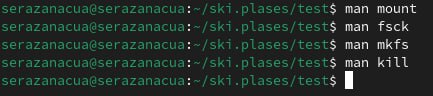 serazanacua@serazanacua:~/ski.plases/test$ man mount
serazanacua@serazanacua:~/ski.plases/test$ man fsck
serazanacua@serazanacua:~/ski.plases/test$ man mkfs
serazanacua@serazanacua:~/ski.plases/test$ man kill
serazanacua@serazanacua:~/ski.plases/test$